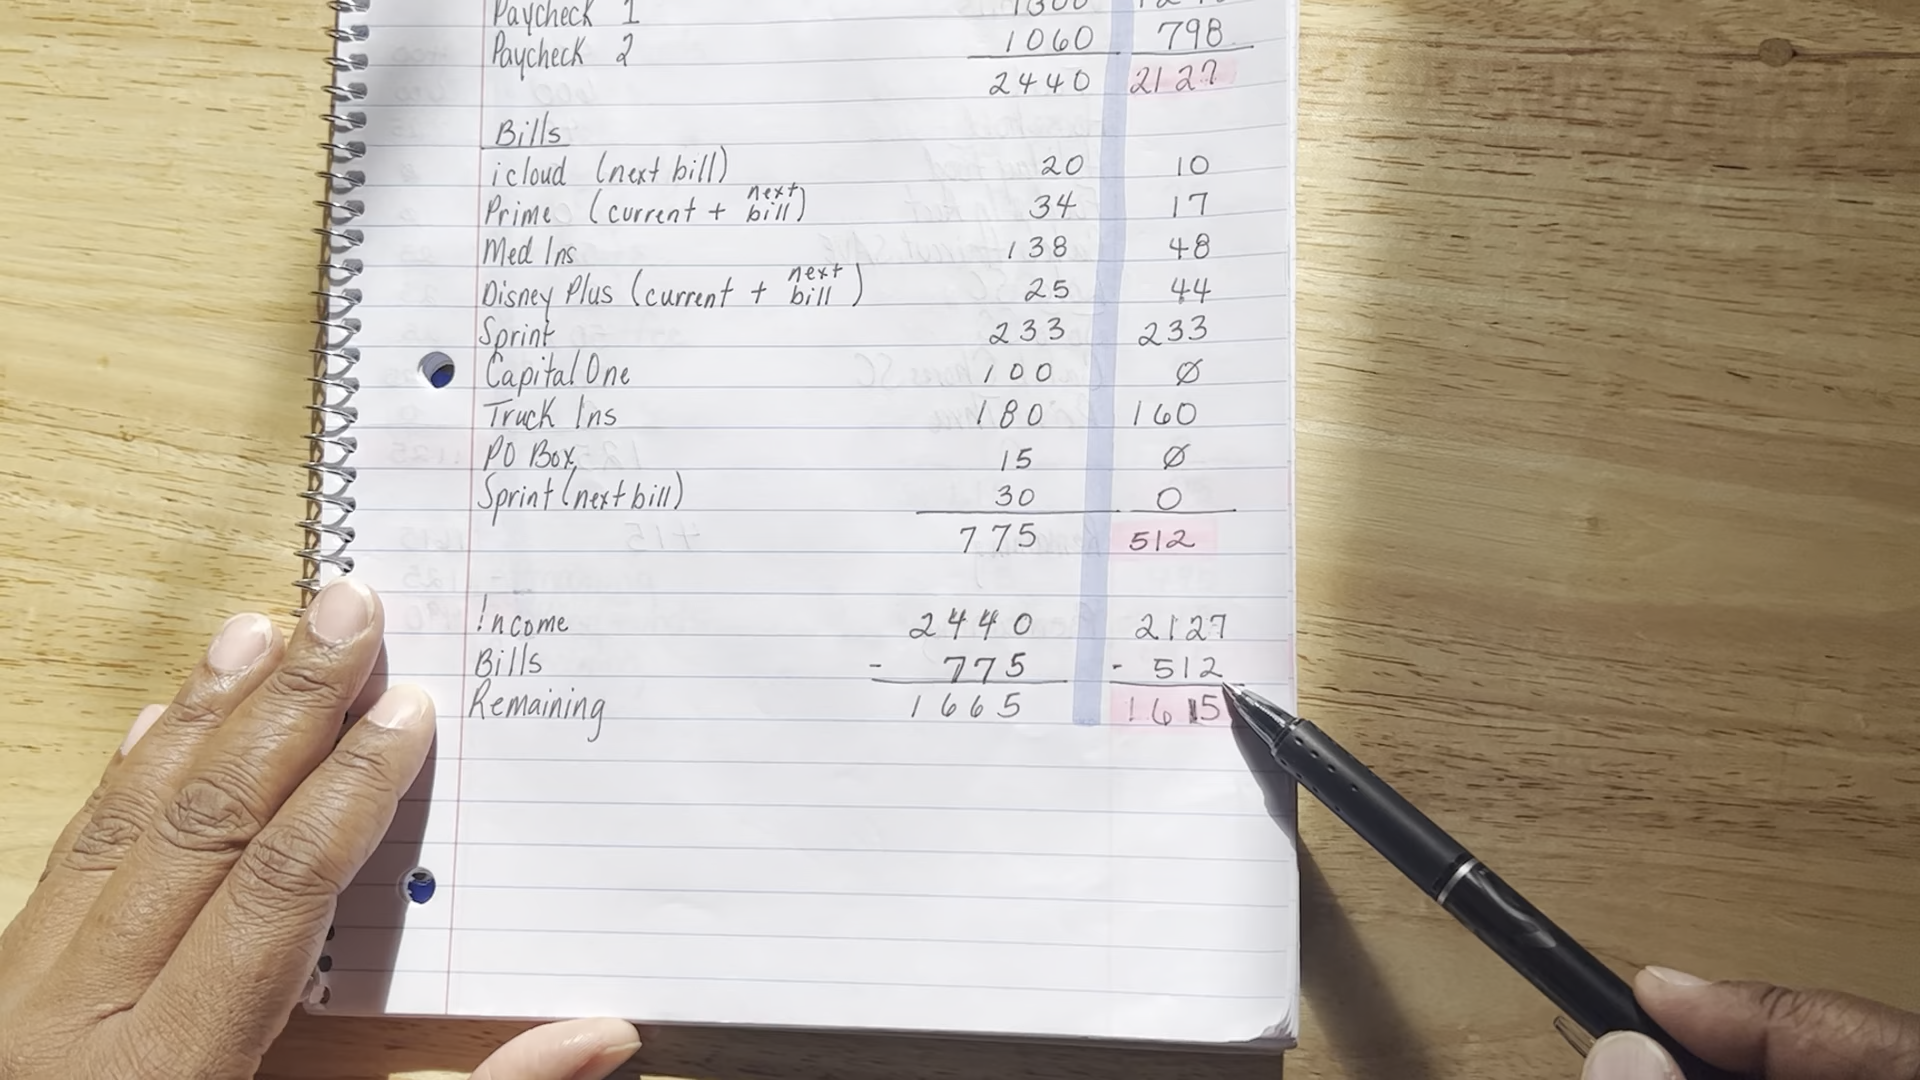 Paycheck 1
Paycheck 2 1060 798
2440 2127
Bills
icloud (next bill) 20 10
Prime (current + next bill) 34 17
Med Ins 138 48
Disney Plus (current + next bill) 25 44
Sprint 233 233
Capital One 100 Ø
Truck Ins 180 160
PO Box 15 Ø
Sprint (next bill) 30 0
775 512
Income 2440 2127
Bills - 775 - 512
Remaining 1665 1615